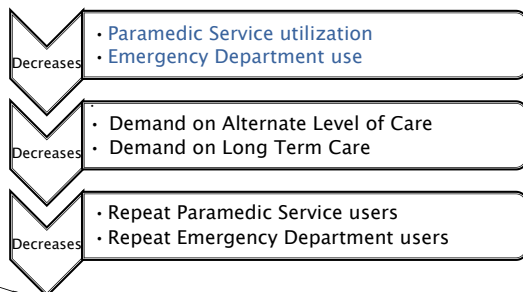 Decreases
• Paramedic Service utilization
• Emergency Department use
Decreases
•
• Demand on Alternate Level of Care
• Demand on Long Term Care
Decreases
• Repeat Paramedic Service users
• Repeat Emergency Department users